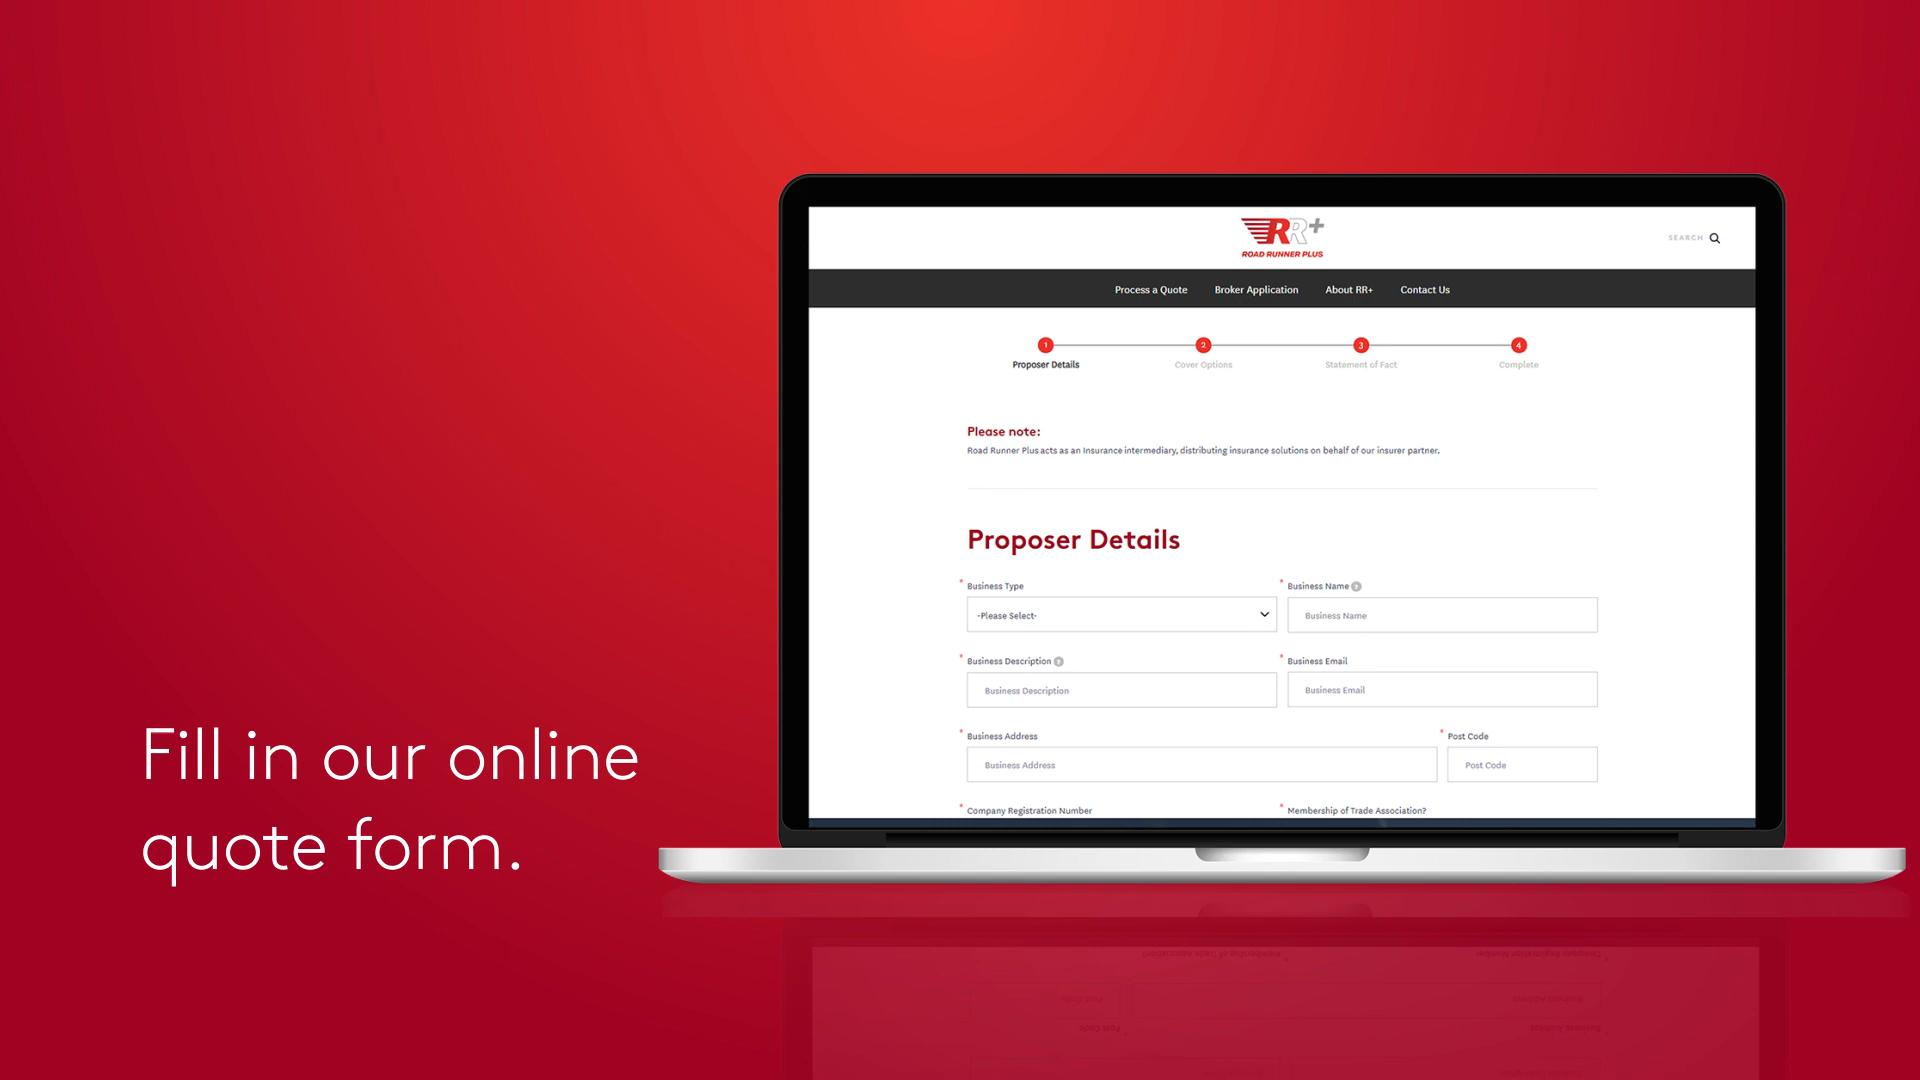 Fill in our online
quote form.
RR+
ROAD RUNNER PLUS
SEARCH
Process a Quote Broker Application About RR+ Contact Us
1 2 3 4
Proposer Details Cover Options Statement of Fact Complete
Please note:
Road Runner Plus acts as an Insurance intermediary, distributing insurance solutions on behalf of our insurer partner.
Proposer Details
* Business Type * Business Name ?
-Please Select- Business Name
* Business Description ? * Business Email
Business Description Business Email
* Business Address * Post Code
Business Address Post Code
* Company Registration Number * Membership of Trade Association?